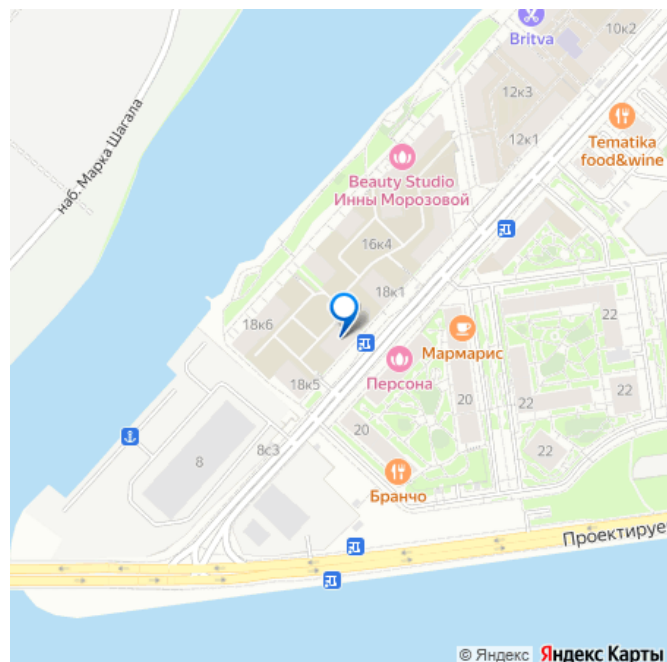 10к2
Britva
12к3
12к1
Tematika
food&wine
наб. Марка Шагала
Beauty Studio
Инны Морозовой
16к4
18к1
22
18к6
Мармарис
Персона
22
18к5
20
20
22
8
8с3
Бранчо
Проектируе
© Яндекс Яндекс Карты